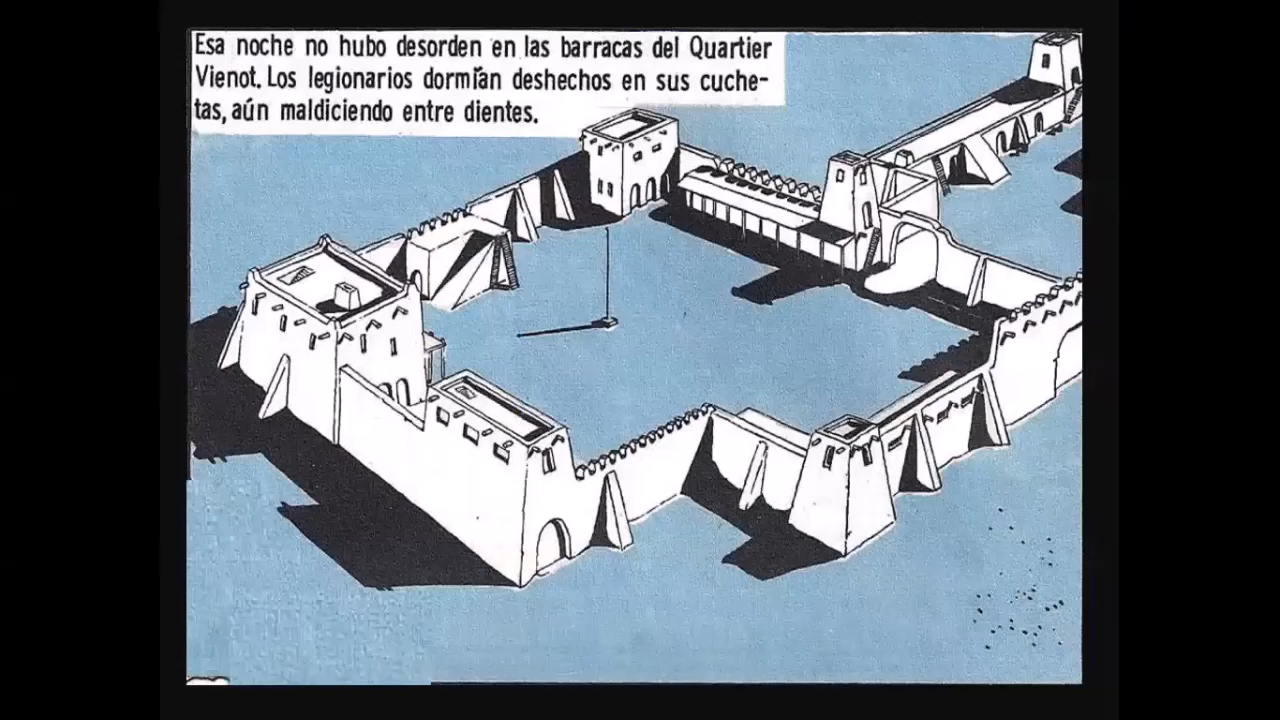 Esa noche no hubo desorden en las barracas del Quartier
Vienot. Los legionarios dormían deshechos en sus cuche-
tas, aún maldiciendo entre dientes.